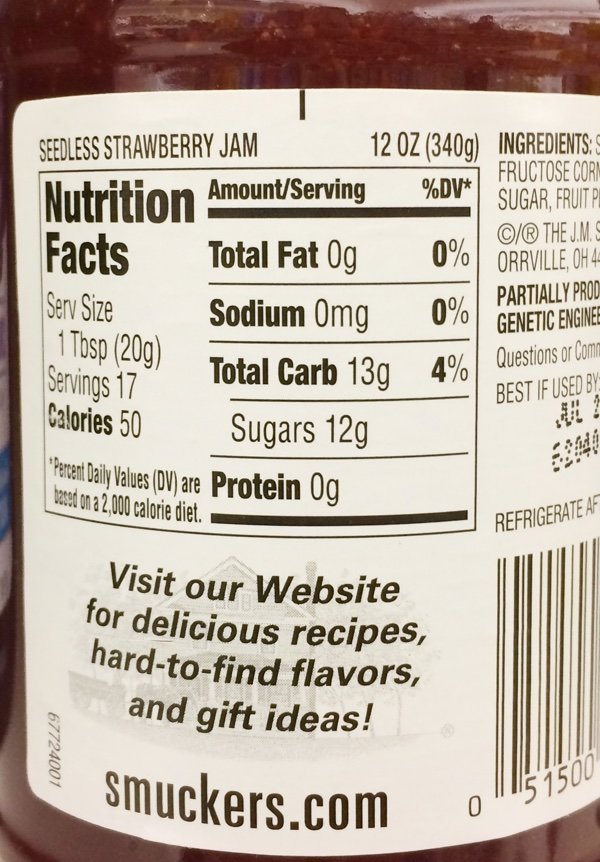 SEEDLESS STRAWBERRY JAM 12 OZ (340g)
Nutrition
Facts
Serv Size
1 Tbsp (20g)
Servings 17
Calories 50
*Percent Daily Values (DV) are
based on a 2,000 calorie diet.
Amount/Serving %DV*
Total Fat 0g 0%
Sodium 0mg 0%
Total Carb 13g 4%
Sugars 12g
Protein 0g
INGREDIENTS:
FRUCTOSE CORN
SUGAR, FRUIT
©/® THE J.M.
ORRVILLE, OH
PARTIALLY PROD
GENETIC ENGINEE
Questions or Com
BEST IF USED BY:
JUL 2
REFRIGERATE AF
Visit our Website
for delicious recipes,
hard-to-find flavors,
and gift ideas!
®
smuckers.com
67724001
0 51500